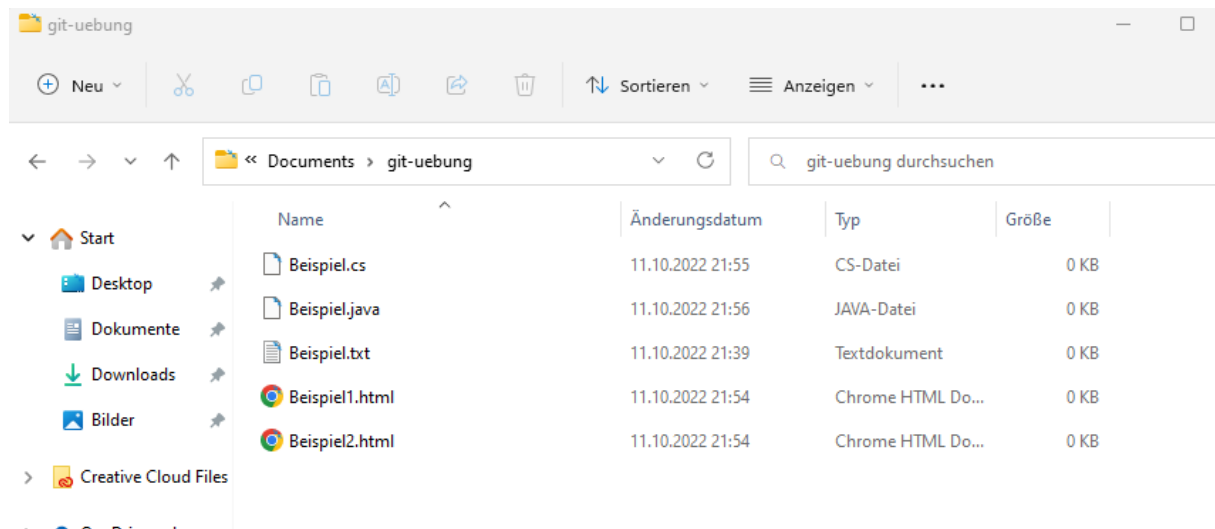 git-uebung
Neu Sortieren Anzeigen
« Documents > git-uebung git-uebung durchsuchen
Name Änderungsdatum Typ Größe
Start
Beispiel.cs 11.10.2022 21:55 CS-Datei 0 KB
Desktop
Beispiel.java 11.10.2022 21:56 JAVA-Datei 0 KB
Dokumente
Beispiel.txt 11.10.2022 21:39 Textdokument 0 KB
Downloads
Beispiel1.html 11.10.2022 21:54 Chrome HTML Do... 0 KB
Bilder
Beispiel2.html 11.10.2022 21:54 Chrome HTML Do... 0 KB
Creative Cloud Files